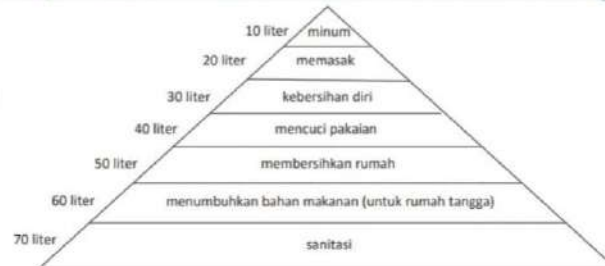 10 liter minum
20 liter memasak
30 liter kebersihan diri
40 liter mencuci pakaian
50 liter membersihkan rumah
60 liter menumbuhkan bahan makanan (untuk rumah tangga)
70 liter sanitasi